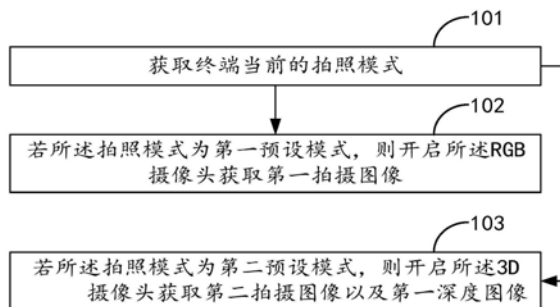 101
获取终端当前的拍照模式
102
若所述拍照模式为第一预设模式，则开启所述RGB
摄像头获取第一拍摄图像
103
若所述拍照模式为第二预设模式，则开启所述3D
摄像头获取第二拍摄图像以及第一深度图像